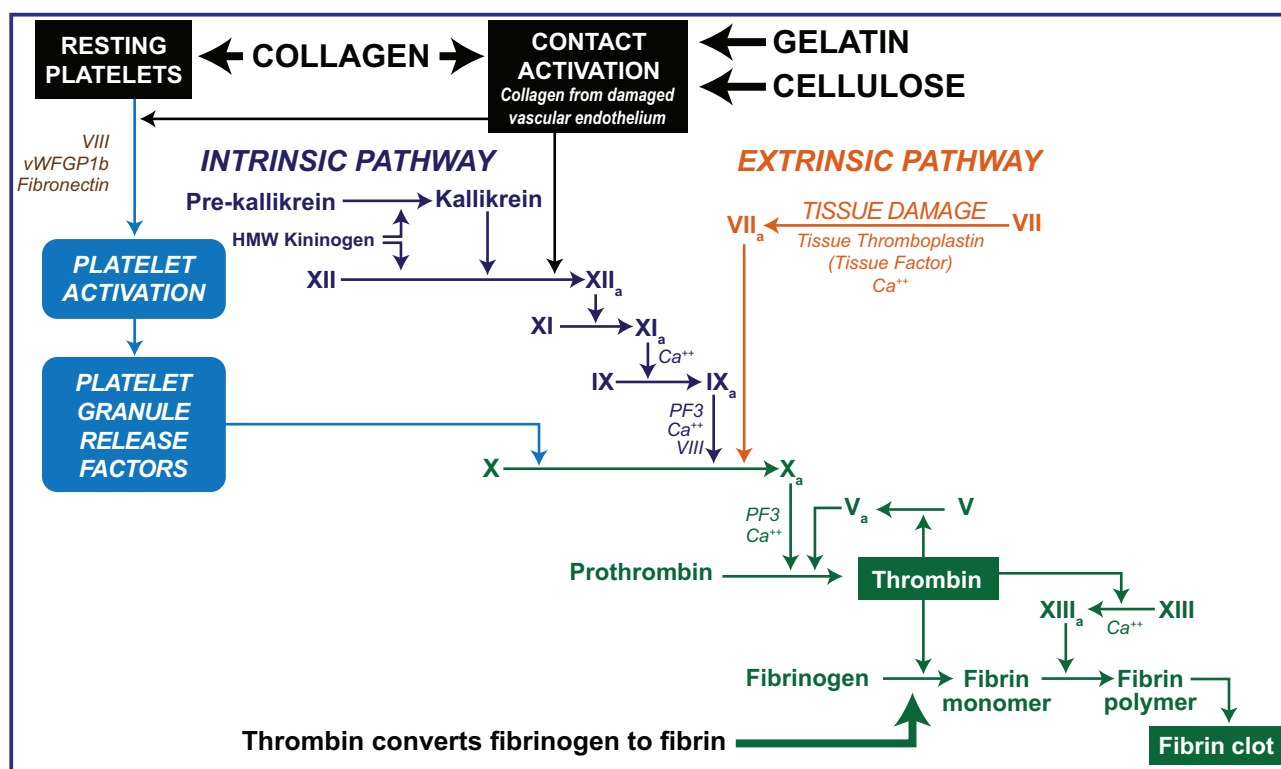 RESTING
PLATELETS
COLLAGEN
CONTACT
ACTIVATION
Collagen from damaged
vascular endothelium
GELATIN
CELLULOSE
VIII
vWFGP1b
Fibronectin
INTRINSIC PATHWAY
EXTRINSIC PATHWAY
Pre-kallikrein
Kallikrein
HMW Kininogen
VIIa
TISSUE DAMAGE
VII
Tissue Thromboplastin
(Tissue Factor)
Ca++
PLATELET
ACTIVATION
XII
XIIa
XI
XIa
Ca++
PLATELET
GRANULE
RELEASE
FACTORS
IX
IXa
PF3
Ca++
VIII
X
Xa
PF3
Ca++
Va
V
Prothrombin
Thrombin
XIIIa
Ca++
XIII
Fibrinogen
Fibrin
monomer
Fibrin
polymer
Thrombin converts fibrinogen to fibrin
Fibrin clot